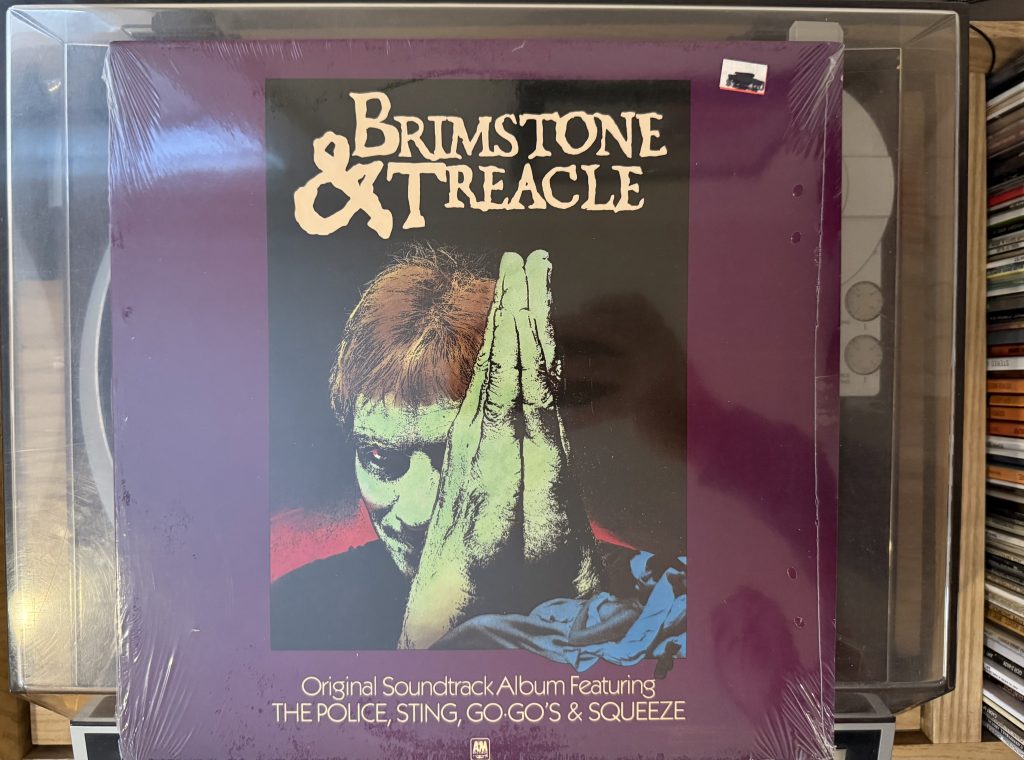 BRIMSTONE
& TREACLE
Original Soundtrack Album Featuring
THE POLICE, STING, GO·GO'S & SQUEEZE
A&M